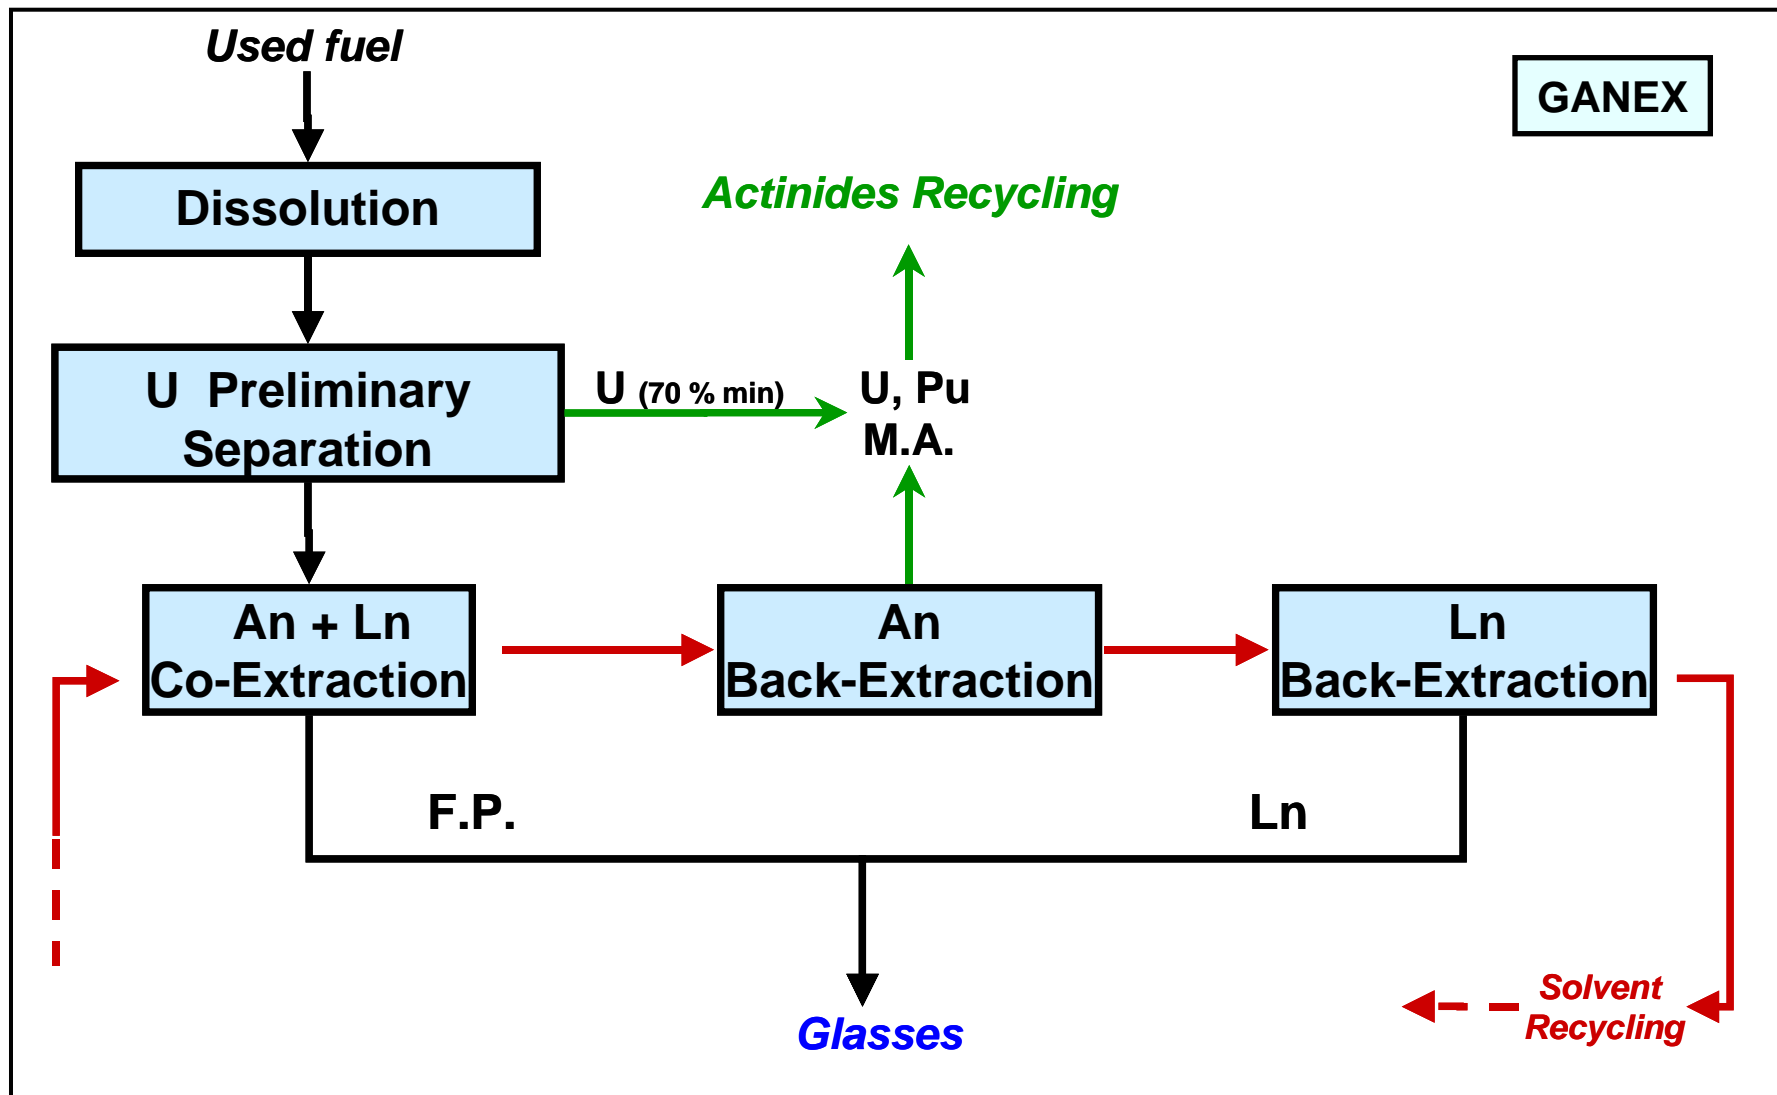 Used fuel
GANEX
Dissolution
Actinides Recycling
U Preliminary
Separation
U (70 % min)
U, Pu
M.A.
An + Ln
Co-Extraction
An
Back-Extraction
Ln
Back-Extraction
F.P.
Ln
Solvent
Recycling
Glasses